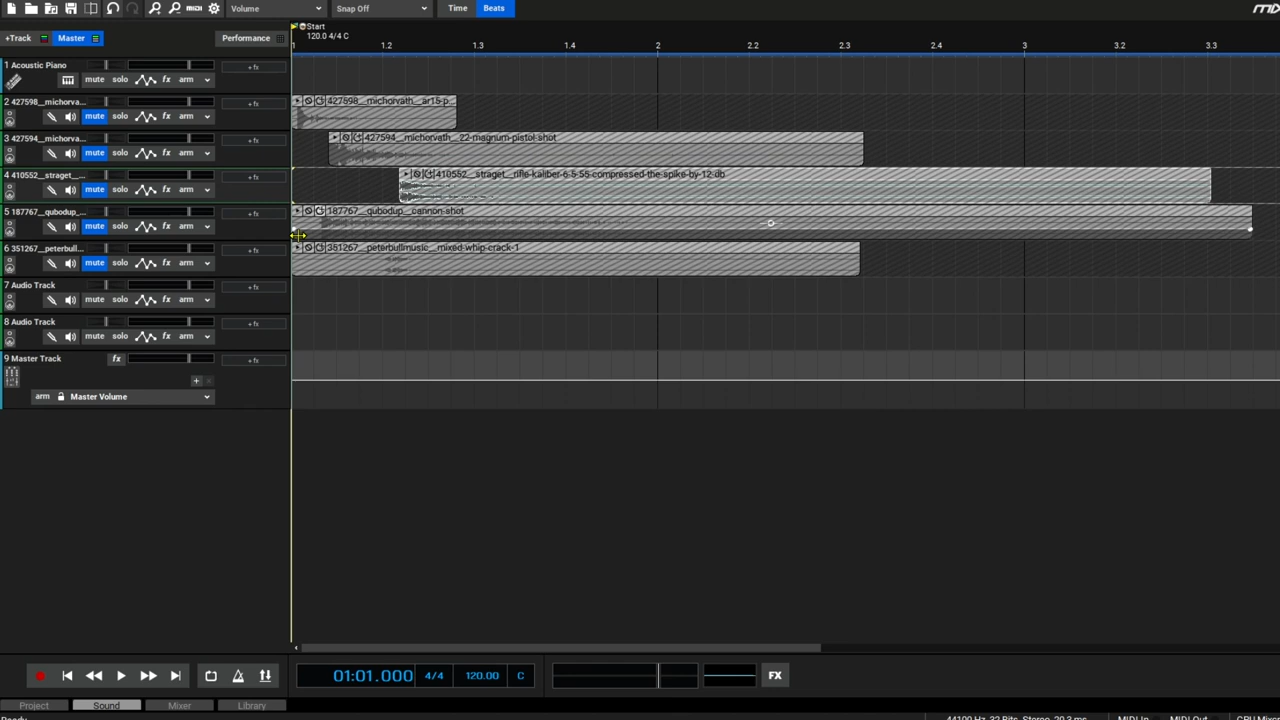 Volume Snap Off Time Beats
Start
120.0 4/4 C
+Track Master Performance
1 1.2 1.3 1.4 2 2.2 2.3 2.4 3 3.2 3.3
1 Acoustic Piano
+ fx
mute solo fx arm
2 427598__michorva...
+ fx
427598__michorvath__ar15-p...
mute solo fx arm
3 427594__michorva...
+ fx
427594__michorvath__22-magnum-pistol-shot
mute solo fx arm
4 410552__straget__...
+ fx
410552__straget__rifle-kaliber-6-5-55-compressed-the-spike-by-12-db
mute solo fx arm
5 187767__qubodup_...
+ fx
187767__qubodup__cannon-shot
mute solo fx arm
6 351267__peterbull...
+ fx
351267__peterbullmusic__mixed-whip-crack-1
mute solo fx arm
7 Audio Track
+ fx
mute solo fx arm
8 Audio Track
+ fx
mute solo fx arm
9 Master Track fx
+ fx
arm Master Volume
01:01.000 4/4 120.00 C FX
Project Sound Mixer Library
44100 Hz, 32 Bits, Stereo, 20.3 ms MIDI In MIDI Out